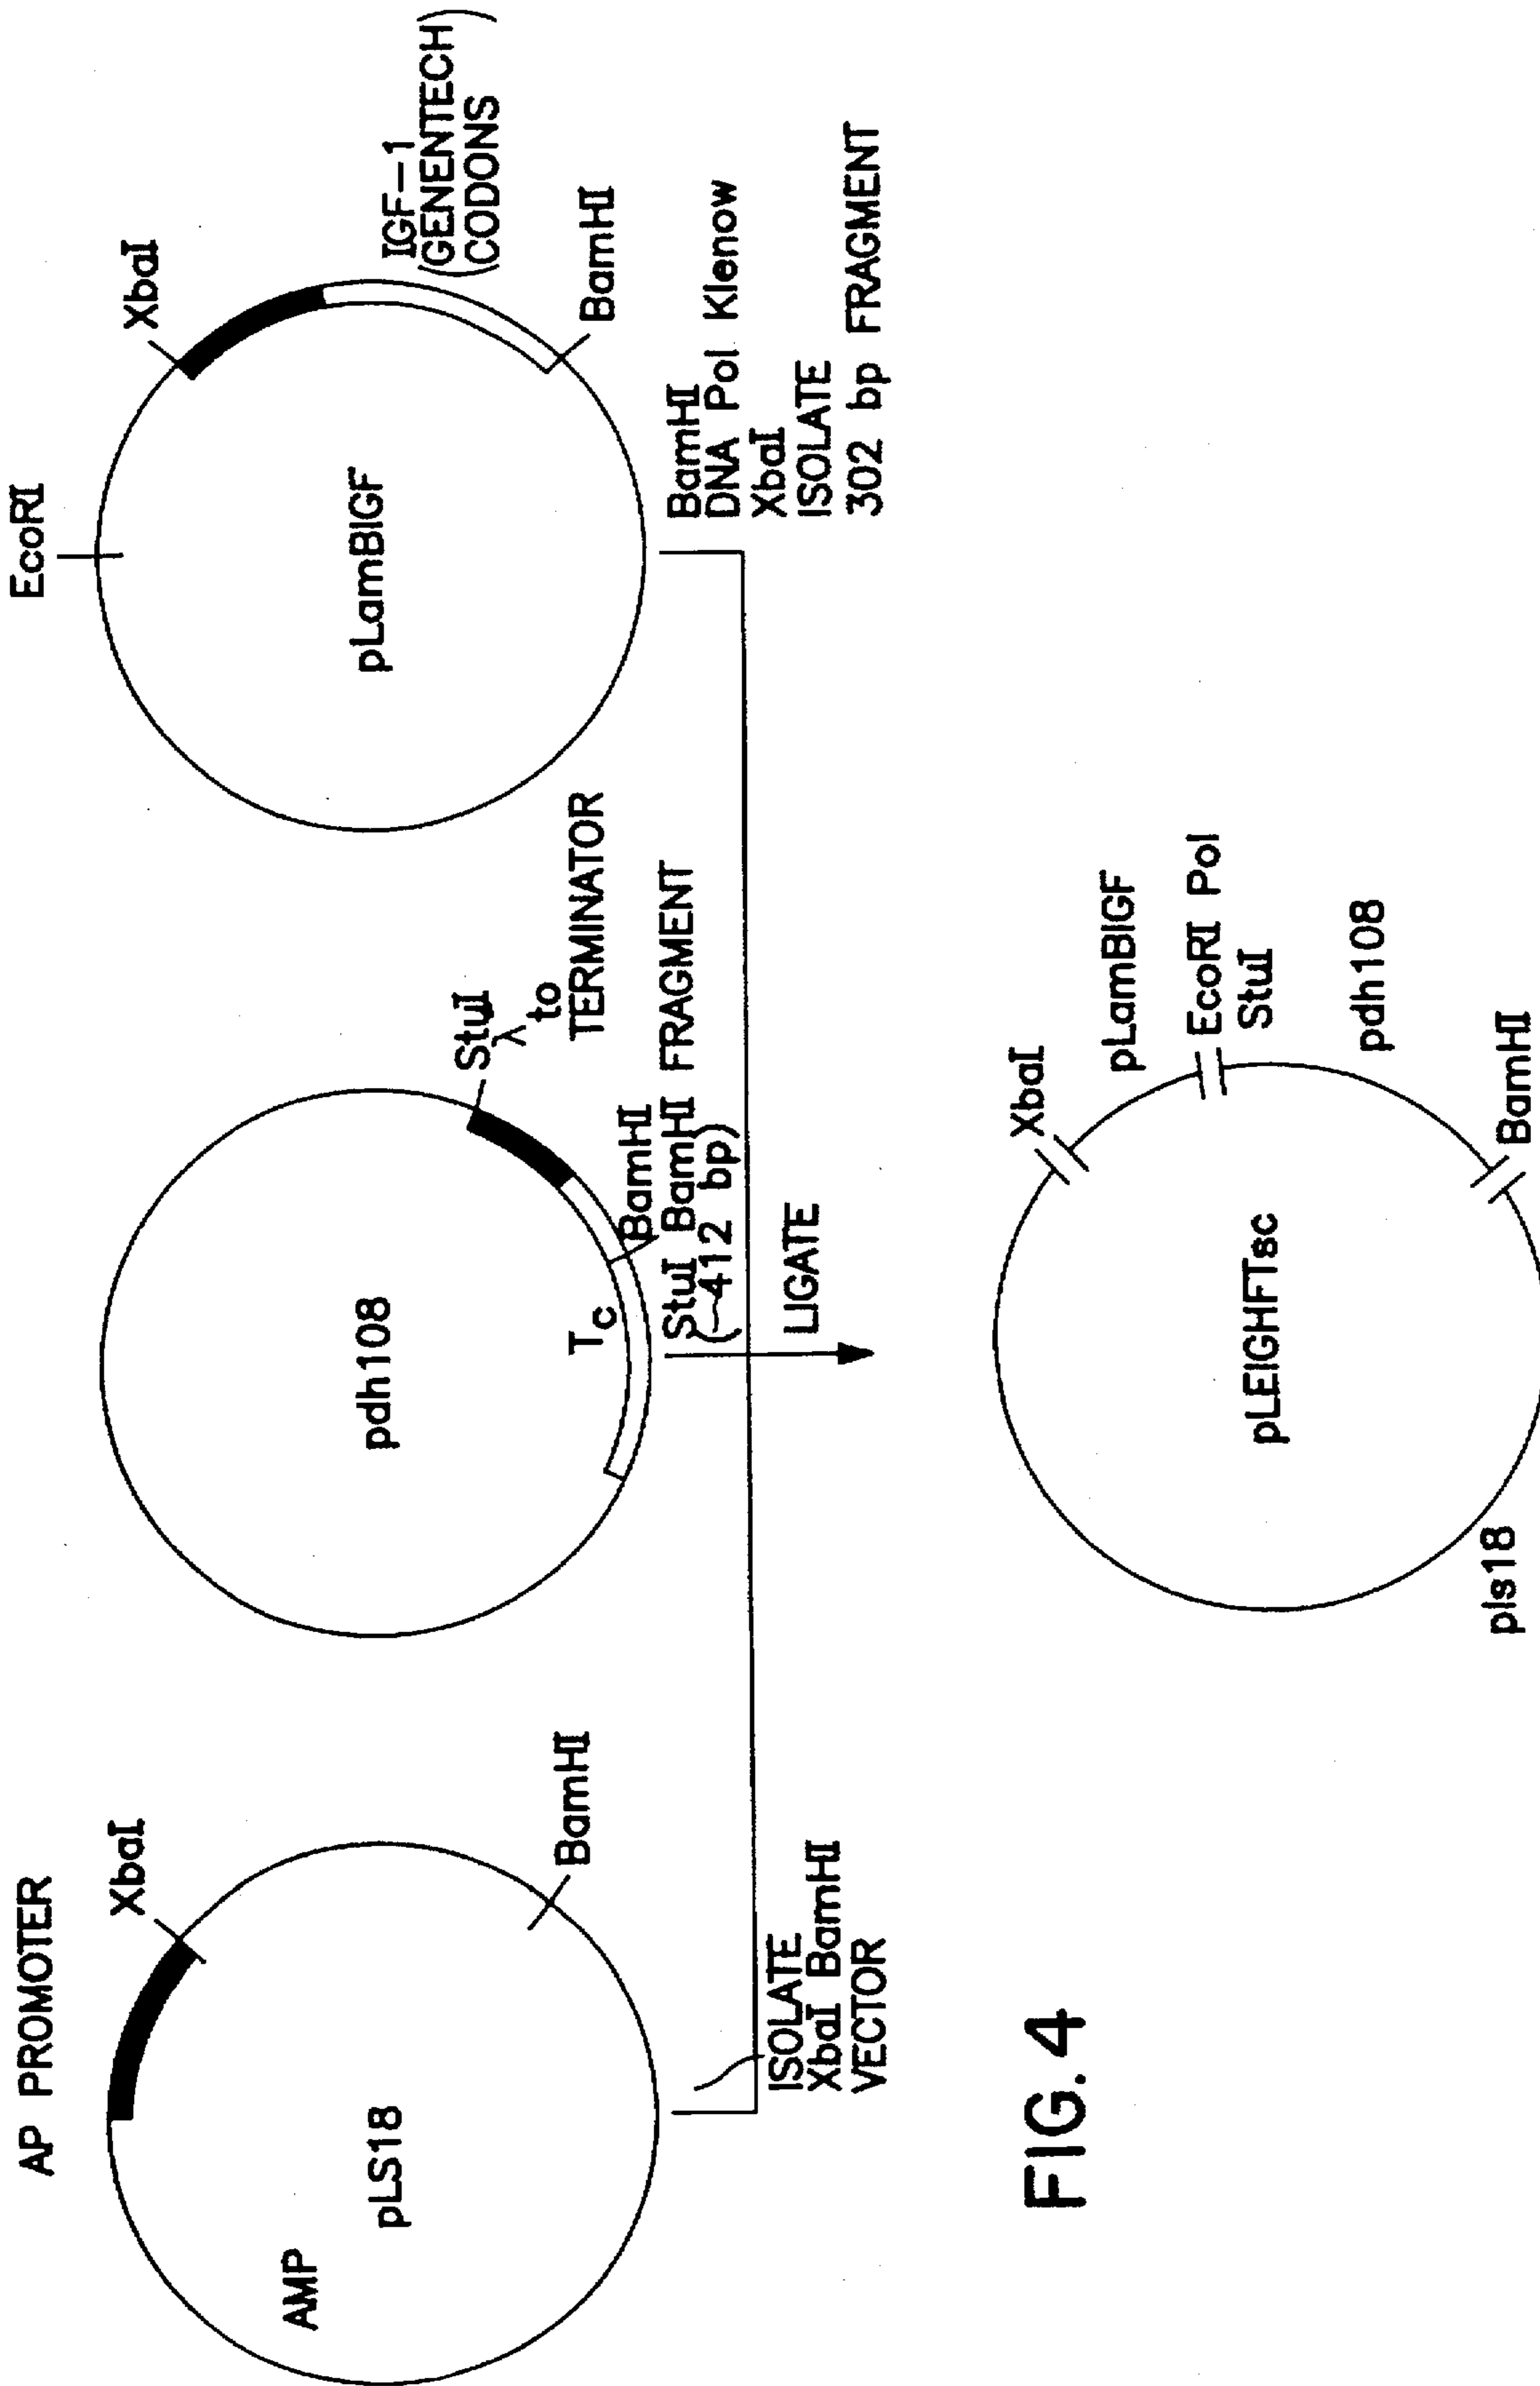 AP PROMOTER
XbaI
AMP
pLS18
BamHI
ISOLATE
XbaI BamHI
VECTOR
pdh108
StuI
λ to
TERMINATOR
Tc
BamHI
StuI BamHI FRAGMENT
(~412 bp)
LIGATE
EcoRI
XbaI
pLamBIGF
IGF-1
(GENENTECH)
(CODONS)
BamHI
BamHI
DNA Pol Klenow
XbaI
ISOLATE
302 bp FRAGMENT
XbaI
pLamBIGF
EcoRI Pol
StuI
pLEIGHFTsc
pdh108
BamHI
pls18
FIG. 4